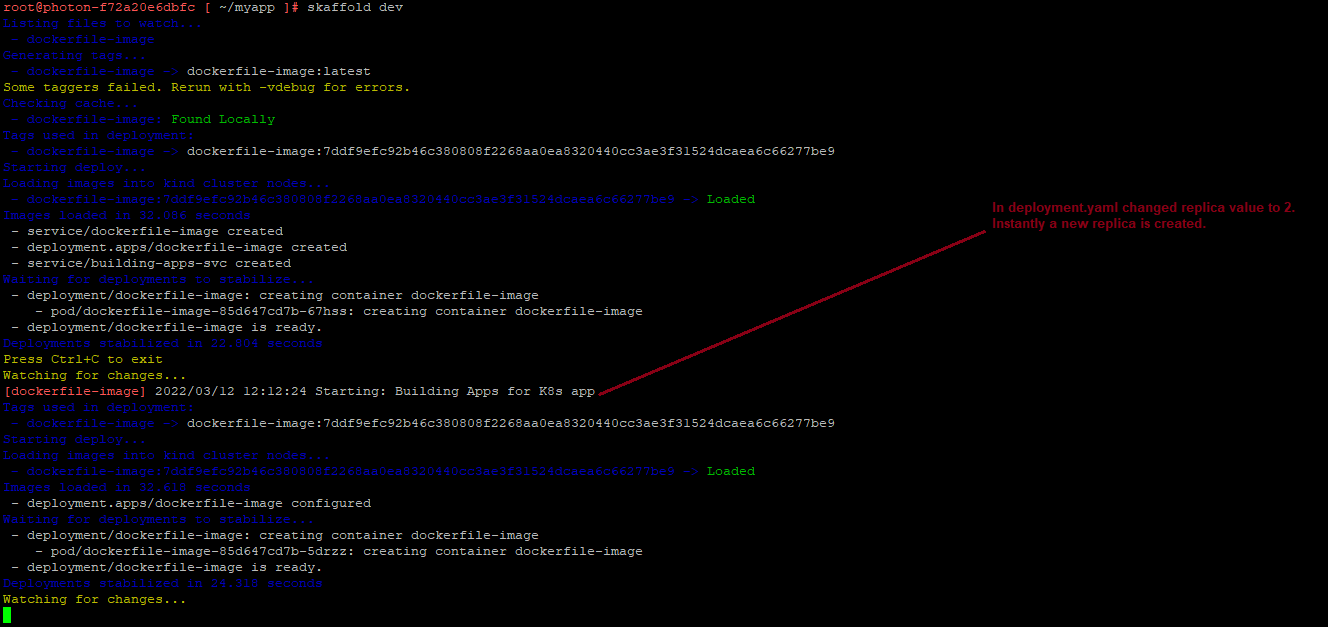 root@photon-f72a20e6dbfc [ ~/myapp ]# skaffold dev
Listing files to watch...
 - dockerfile-image
Generating tags...
 - dockerfile-image -> dockerfile-image:latest
Some taggers failed. Rerun with -vdebug for errors.
Checking cache...
 - dockerfile-image: Found Locally
Tags used in deployment:
 - dockerfile-image -> dockerfile-image:7ddf9efc92b46c380808f2268aa0ea8320440cc3ae3f31524dcaea6c66277be9
Starting deploy...
Loading images into kind cluster nodes...
 - dockerfile-image:7ddf9efc92b46c380808f2268aa0ea8320440cc3ae3f31524dcaea6c66277be9 -> Loaded
Images loaded in 32.086 seconds
 - service/dockerfile-image created
 - deployment.apps/dockerfile-image created
 - service/building-apps-svc created
Waiting for deployments to stabilize...
 - deployment/dockerfile-image: creating container dockerfile-image
    - pod/dockerfile-image-85d647cd7b-67hss: creating container dockerfile-image
 - deployment/dockerfile-image is ready.
Deployments stabilized in 22.804 seconds
Press Ctrl+C to exit
Watching for changes...
[dockerfile-image] 2022/03/12 12:12:24 Starting: Building Apps for K8s app
Tags used in deployment:
 - dockerfile-image -> dockerfile-image:7ddf9efc92b46c380808f2268aa0ea8320440cc3ae3f31524dcaea6c66277be9
Starting deploy...
Loading images into kind cluster nodes...
 - dockerfile-image:7ddf9efc92b46c380808f2268aa0ea8320440cc3ae3f31524dcaea6c66277be9 -> Loaded
Images loaded in 32.618 seconds
 - deployment.apps/dockerfile-image configured
Waiting for deployments to stabilize...
 - deployment/dockerfile-image: creating container dockerfile-image
    - pod/dockerfile-image-85d647cd7b-5drzz: creating container dockerfile-image
 - deployment/dockerfile-image is ready.
Deployments stabilized in 24.318 seconds
Watching for changes...
In deployment.yaml changed replica value to 2.
Instantly a new replica is created.